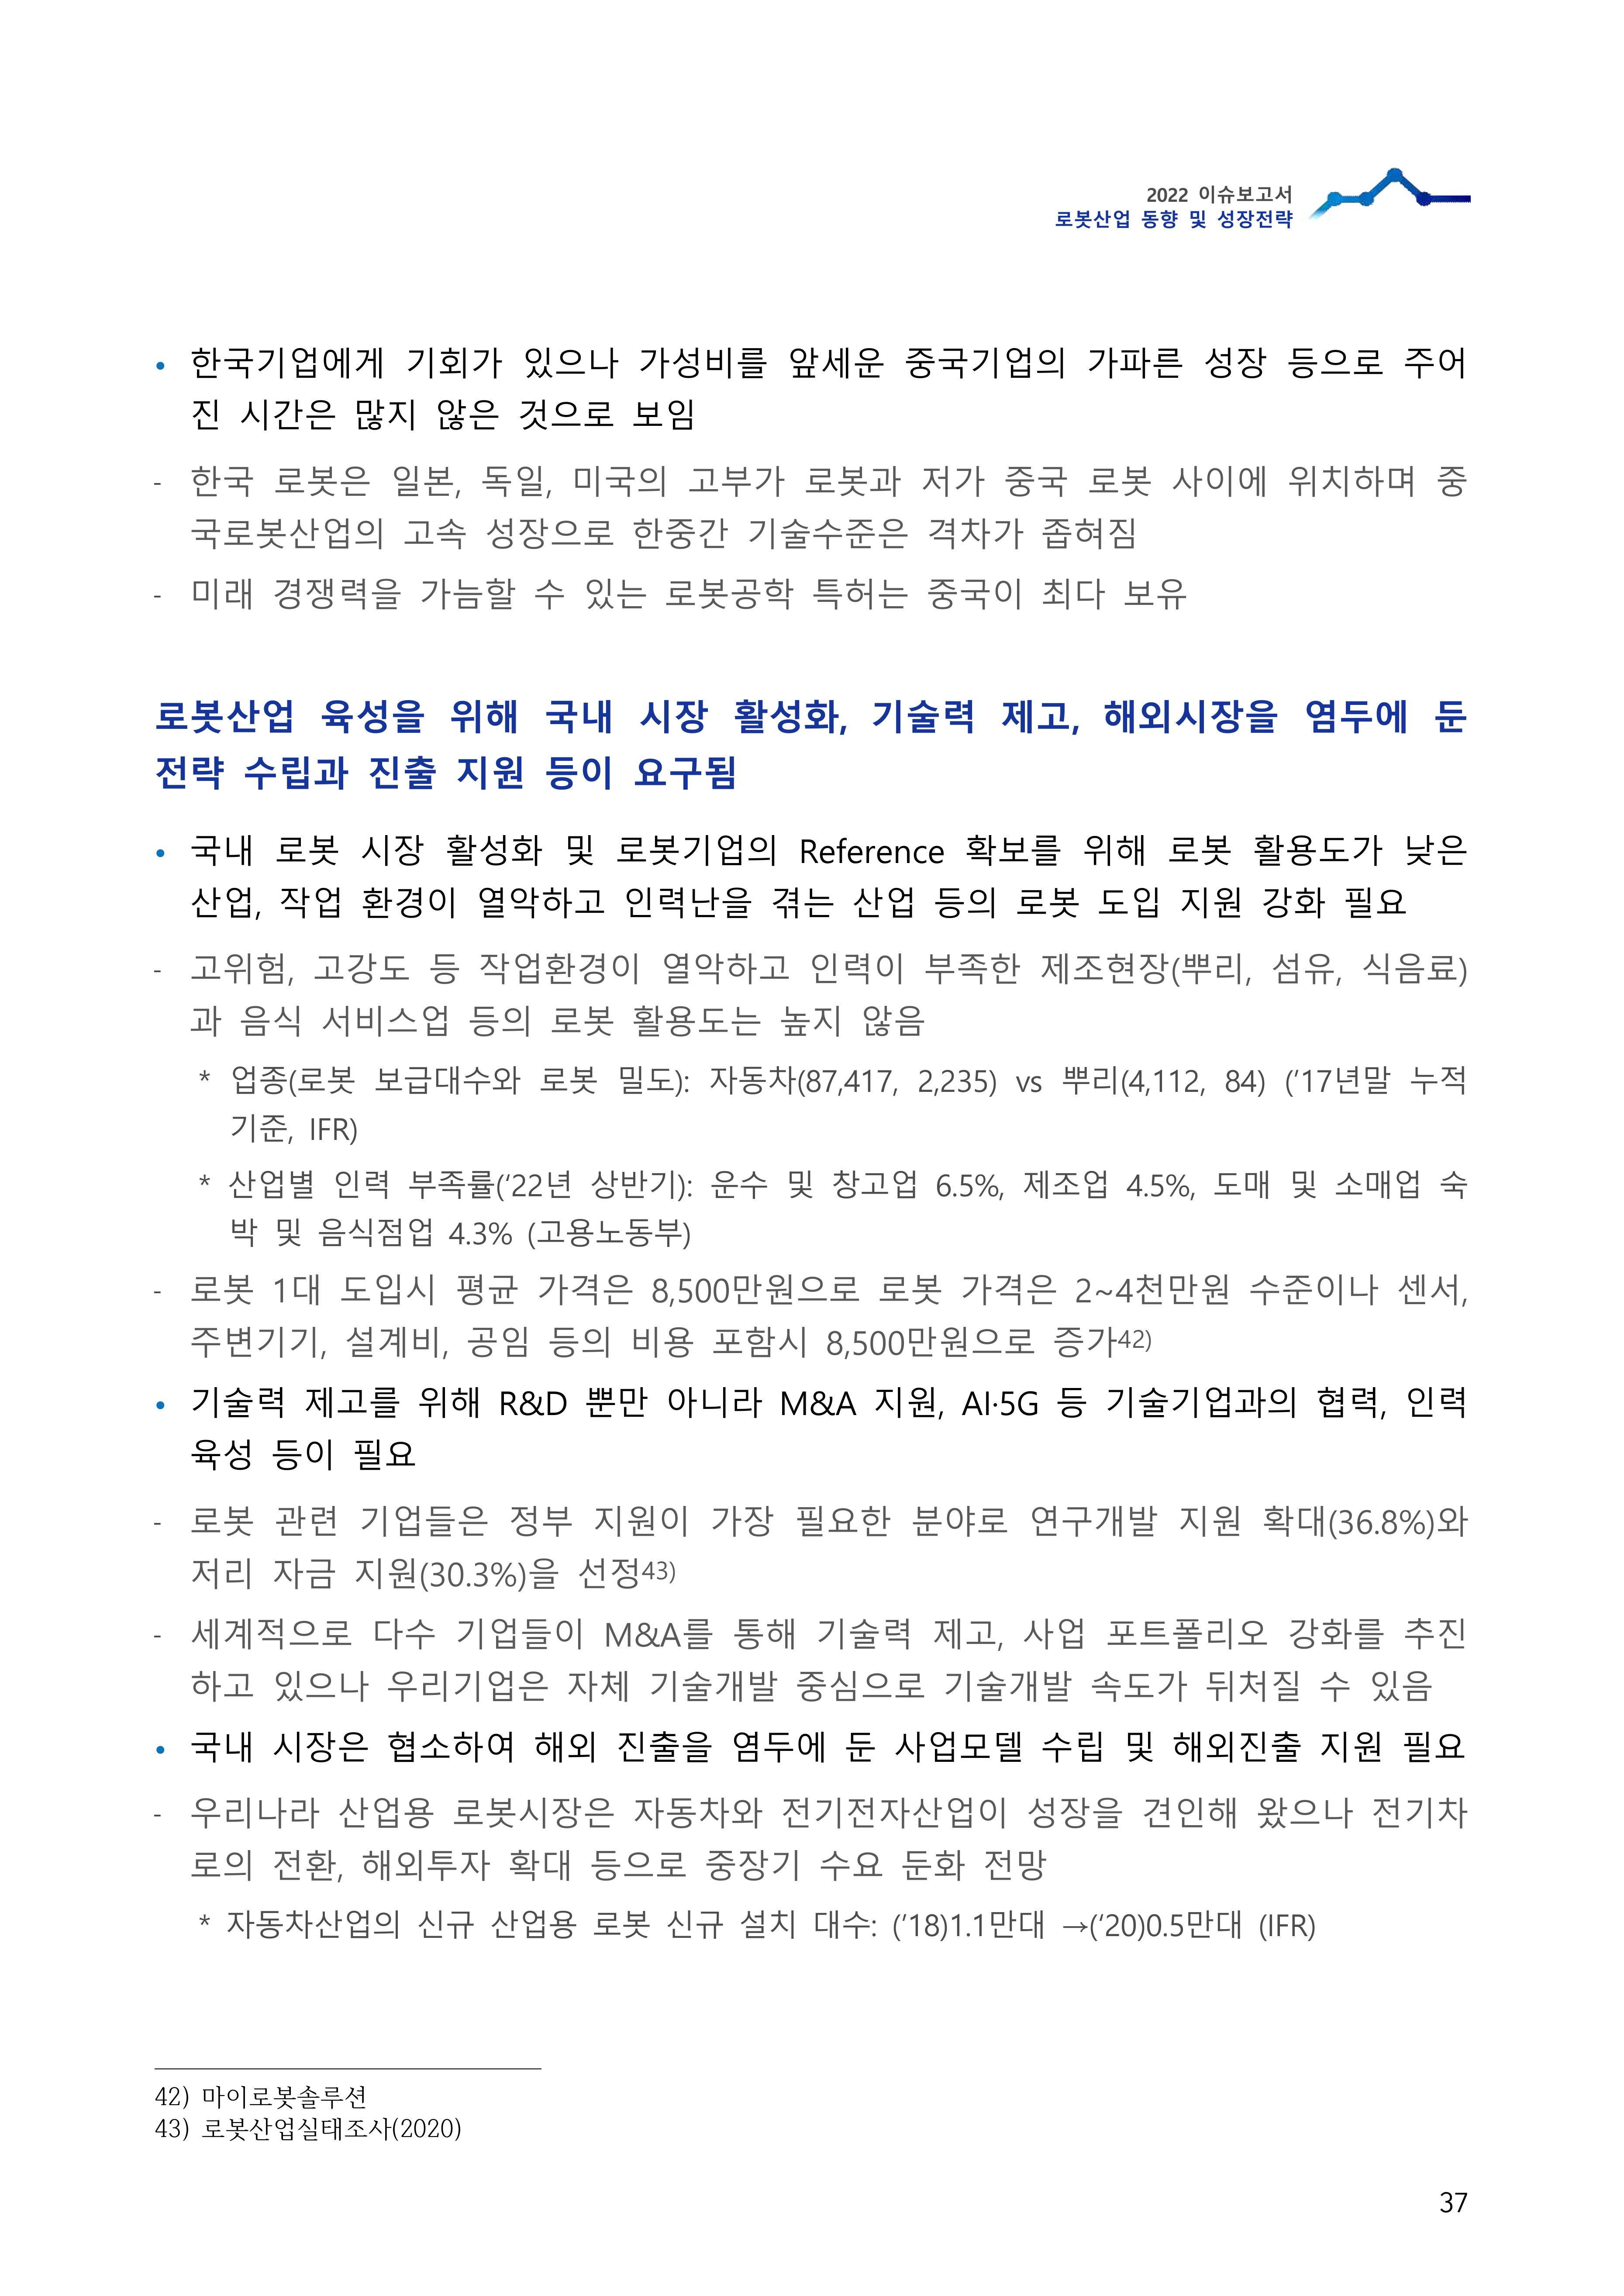 2022 이슈보고서
로봇산업 동향 및 성장전략
• 한국기업에게 기회가 있으나 가성비를 앞세운 중국기업의 가파른 성장 등으로 주어
진 시간은 많지 않은 것으로 보임
- 한국 로봇은 일본, 독일, 미국의 고부가 로봇과 저가 중국 로봇 사이에 위치하며 중
국로봇산업의 고속 성장으로 한중간 기술수준은 격차가 좁혀짐
- 미래 경쟁력을 가늠할 수 있는 로봇공학 특허는 중국이 최다 보유
로봇산업 육성을 위해 국내 시장 활성화, 기술력 제고, 해외시장을 염두에 둔
전략 수립과 진출 지원 등이 요구됨
• 국내 로봇 시장 활성화 및 로봇기업의 Reference 확보를 위해 로봇 활용도가 낮은
산업, 작업 환경이 열악하고 인력난을 겪는 산업 등의 로봇 도입 지원 강화 필요
- 고위험, 고강도 등 작업환경이 열악하고 인력이 부족한 제조현장(뿌리, 섬유, 식음료)
과 음식 서비스업 등의 로봇 활용도는 높지 않음
* 업종(로봇 보급대수와 로봇 밀도): 자동차(87,417, 2,235) vs 뿌리(4,112, 84) (’17년말 누적
기준, IFR)
* 산업별 인력 부족률(‘22년 상반기): 운수 및 창고업 6.5%, 제조업 4.5%, 도매 및 소매업 숙
박 및 음식점업 4.3% (고용노동부)
- 로봇 1대 도입시 평균 가격은 8,500만원으로 로봇 가격은 2~4천만원 수준이나 센서,
주변기기, 설계비, 공임 등의 비용 포함시 8,500만원으로 증가42)
• 기술력 제고를 위해 R&D 뿐만 아니라 M&A 지원, AI·5G 등 기술기업과의 협력, 인력
육성 등이 필요
- 로봇 관련 기업들은 정부 지원이 가장 필요한 분야로 연구개발 지원 확대(36.8%)와
저리 자금 지원(30.3%)을 선정43)
- 세계적으로 다수 기업들이 M&A를 통해 기술력 제고, 사업 포트폴리오 강화를 추진
하고 있으나 우리기업은 자체 기술개발 중심으로 기술개발 속도가 뒤처질 수 있음
• 국내 시장은 협소하여 해외 진출을 염두에 둔 사업모델 수립 및 해외진출 지원 필요
- 우리나라 산업용 로봇시장은 자동차와 전기전자산업이 성장을 견인해 왔으나 전기차
로의 전환, 해외투자 확대 등으로 중장기 수요 둔화 전망
* 자동차산업의 신규 산업용 로봇 신규 설치 대수: (’18)1.1만대 →(‘20)0.5만대 (IFR)
42) 마이로봇솔루션
43) 로봇산업실태조사(2020)
37